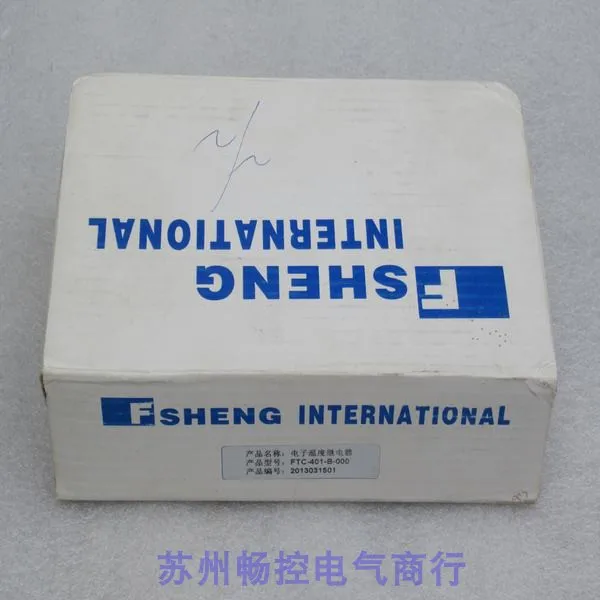 FSHENG
INTERNATIONAL
FSHENG INTERNATIONAL
产品名称：电子温度继电器
产品型号：FTC-401-B-000
产品编号：2013031501
苏州畅控电气商行